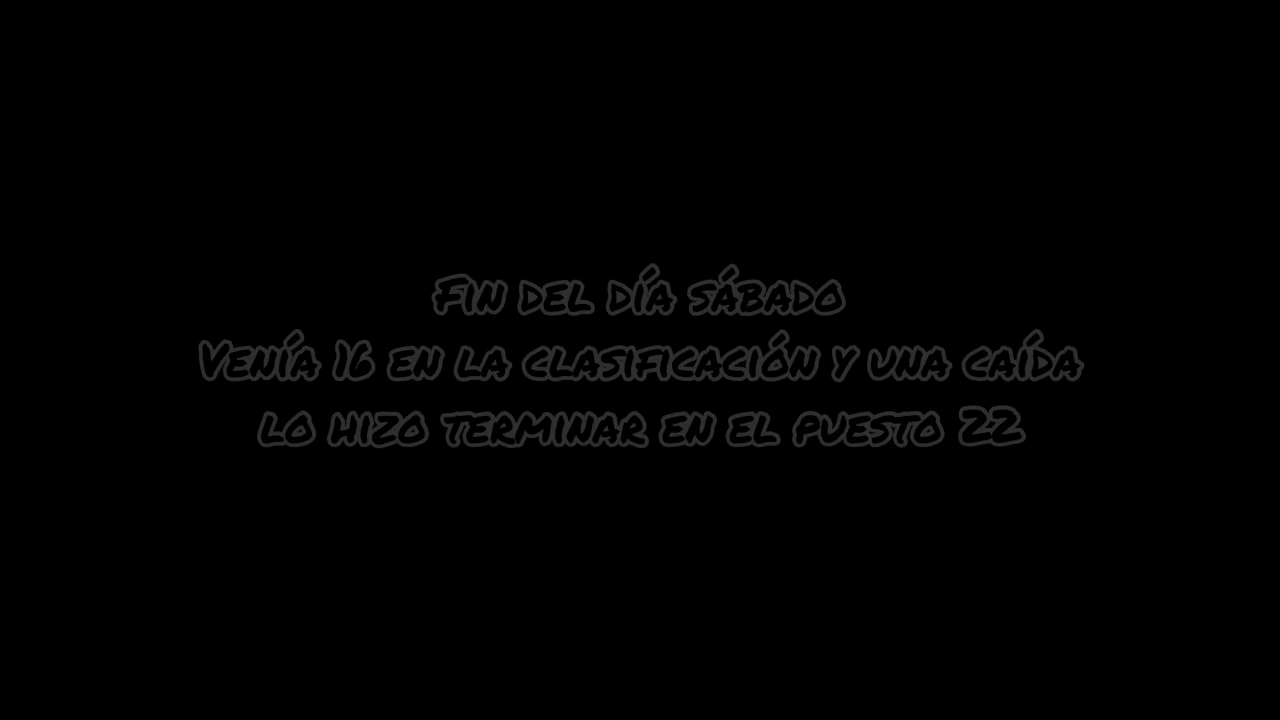 Fin del día sábado
Venía 16 en la clasificación y una caída
lo hizo terminar en el puesto 22